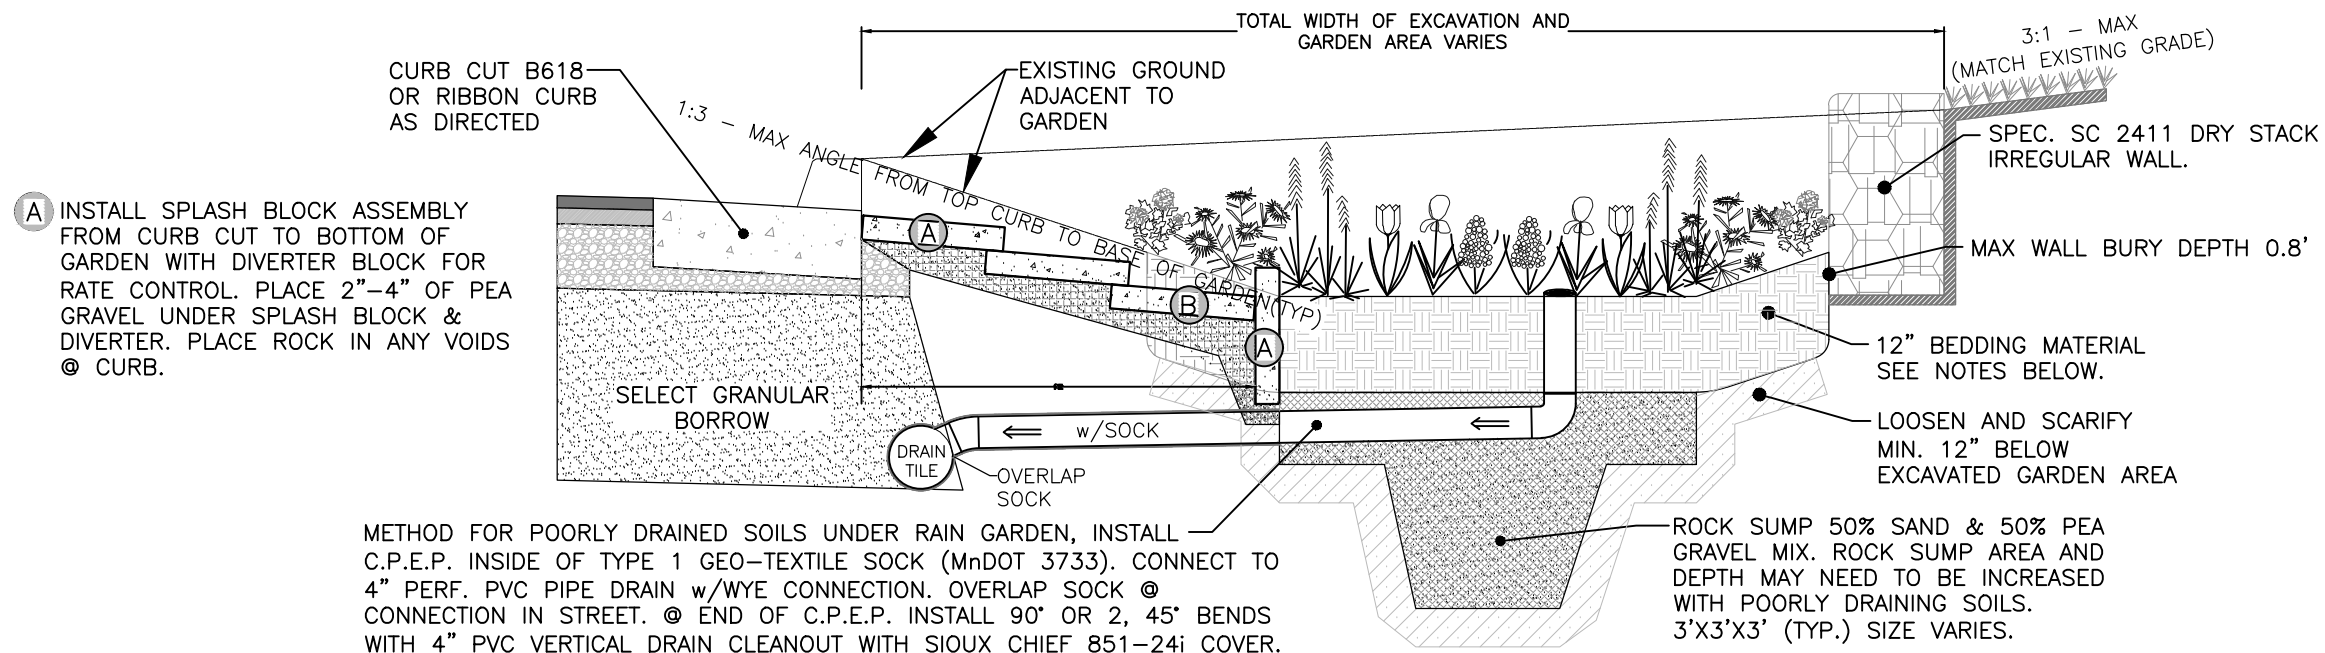 TOTAL WIDTH OF EXCAVATION AND
GARDEN AREA VARIES
3:1 - MAX
(MATCH EXISTING GRADE)
CURB CUT B618
OR RIBBON CURB
AS DIRECTED
1:3 - MAX ANGLE FROM TOP CURB TO BASE OF GARDEN(TYP)
EXISTING GROUND
ADJACENT TO
GARDEN
SPEC. SC 2411 DRY STACK
IRREGULAR WALL.
A INSTALL SPLASH BLOCK ASSEMBLY
FROM CURB CUT TO BOTTOM OF
GARDEN WITH DIVERTER BLOCK FOR
RATE CONTROL. PLACE 2"-4" OF PEA
GRAVEL UNDER SPLASH BLOCK &
DIVERTER. PLACE ROCK IN ANY VOIDS
@ CURB.
A
B
A
MAX WALL BURY DEPTH 0.8'
12" BEDDING MATERIAL
SEE NOTES BELOW.
SELECT GRANULAR
BORROW
LOOSEN AND SCARIFY
MIN. 12" BELOW
EXCAVATED GARDEN AREA
w/SOCK
DRAIN
TILE
OVERLAP
SOCK
METHOD FOR POORLY DRAINED SOILS UNDER RAIN GARDEN, INSTALL
C.P.E.P. INSIDE OF TYPE 1 GEO-TEXTILE SOCK (MnDOT 3733). CONNECT TO
4" PERF. PVC PIPE DRAIN w/WYE CONNECTION. OVERLAP SOCK @
CONNECTION IN STREET. @ END OF C.P.E.P. INSTALL 90° OR 2, 45° BENDS
WITH 4" PVC VERTICAL DRAIN CLEANOUT WITH SIOUX CHIEF 851-24i COVER.
ROCK SUMP 50% SAND & 50% PEA
GRAVEL MIX. ROCK SUMP AREA AND
DEPTH MAY NEED TO BE INCREASED
WITH POORLY DRAINING SOILS.
3'X3'X3' (TYP.) SIZE VARIES.